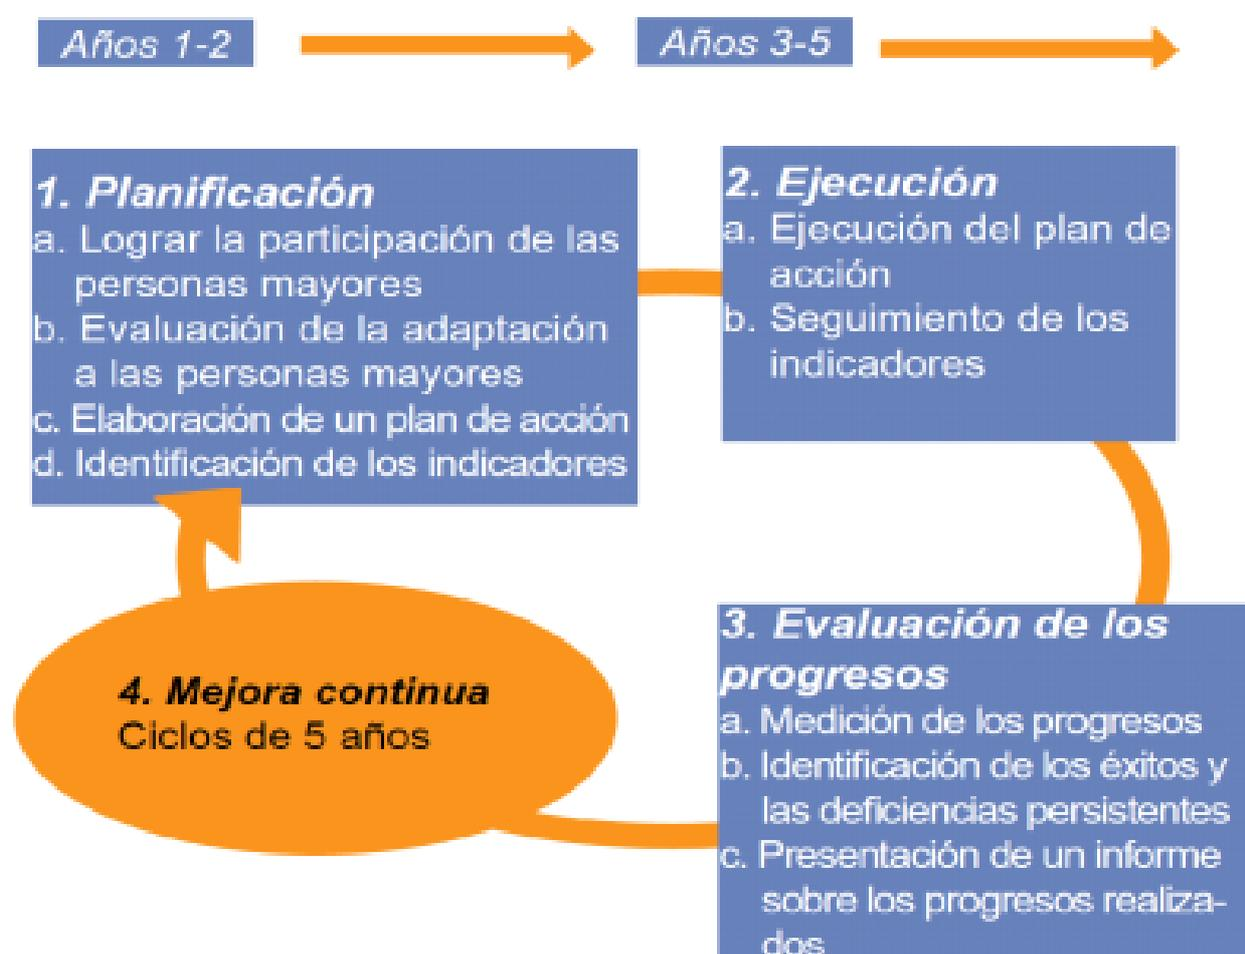 Años 1-2
Años 3-5
1. Planificación
a. Lograr la participación de las
personas mayores
b. Evaluación de la adaptación
a las personas mayores
c. Elaboración de un plan de acción
d. Identificación de los indicadores
2. Ejecución
a. Ejecución del plan de
acción
b. Seguimiento de los
indicadores
3. Evaluación de los
progresos
a. Medición de los progresos
b. Identificación de los éxitos y
las deficiencias persistentes
c. Presentación de un informe
sobre los progresos realiza-
dos
4. Mejora continua
Ciclos de 5 años